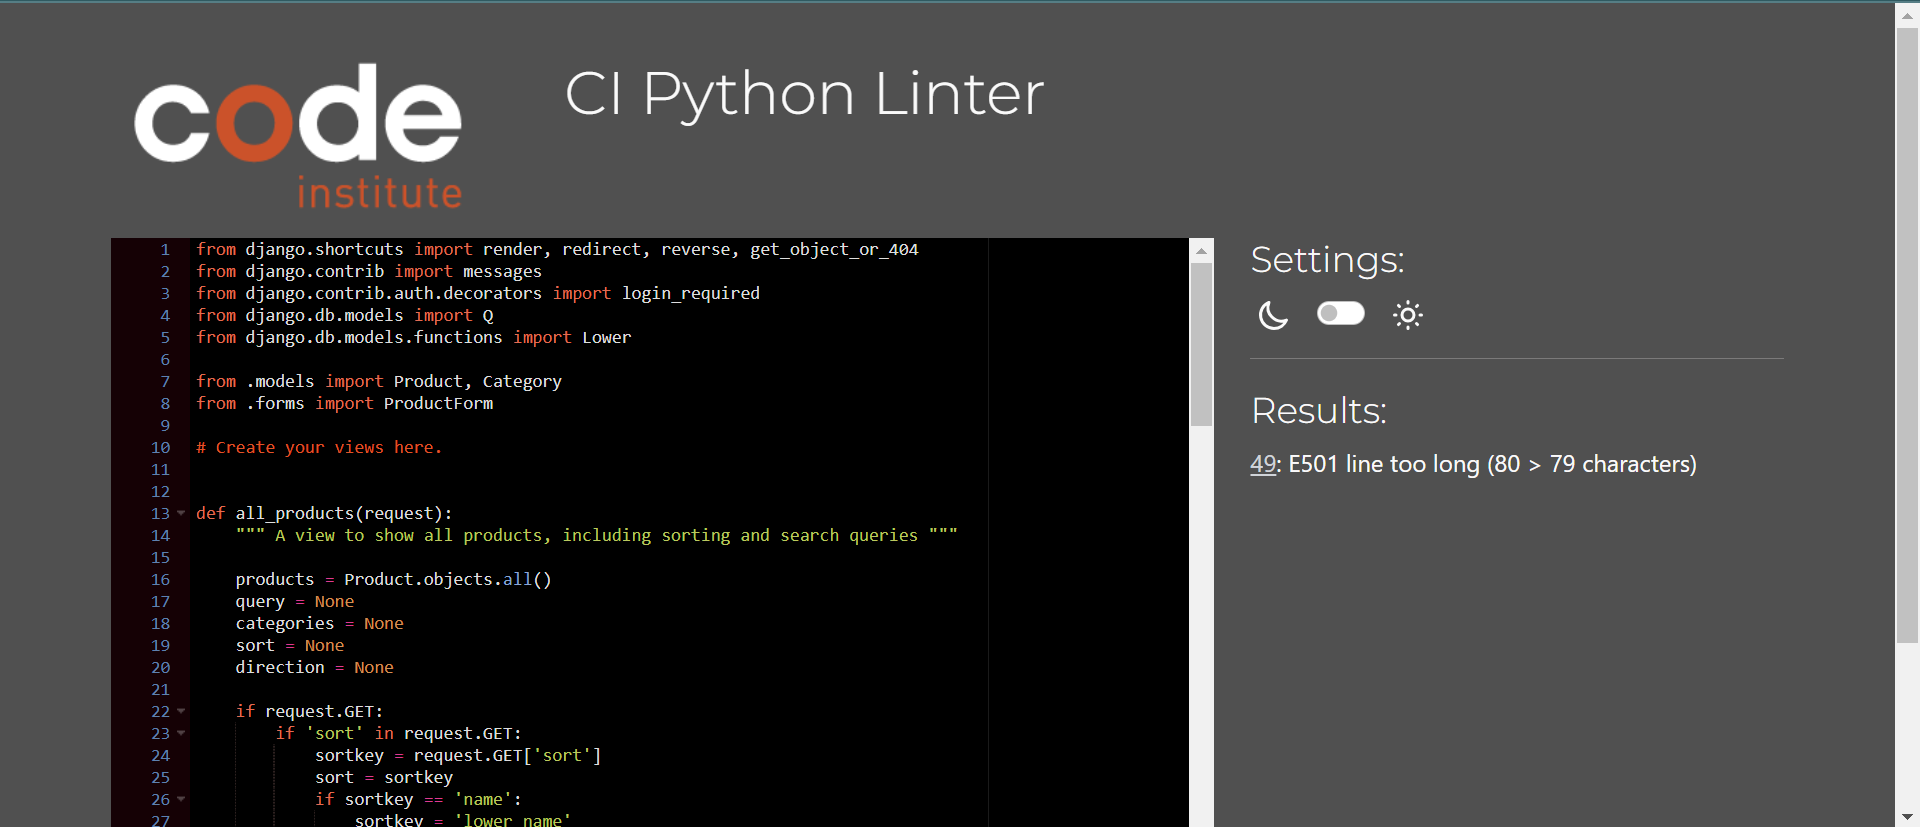 code
institute
CI Python Linter
1 from django.shortcuts import render, redirect, reverse, get_object_or_404
2 from django.contrib import messages
3 from django.contrib.auth.decorators import login_required
4 from django.db.models import Q
5 from django.db.models.functions import Lower
6
7 from .models import Product, Category
8 from .forms import ProductForm
9
10 # Create your views here.
11
12
13 def all_products(request):
14     """ A view to show all products, including sorting and search queries """
15
16     products = Product.objects.all()
17     query = None
18     categories = None
19     sort = None
20     direction = None
21
22     if request.GET:
23         if 'sort' in request.GET:
24             sortkey = request.GET['sort']
25             sort = sortkey
26             if sortkey == 'name':
27                 sortkey = 'lower_name'
Settings:
Results:
49: E501 line too long (80 > 79 characters)